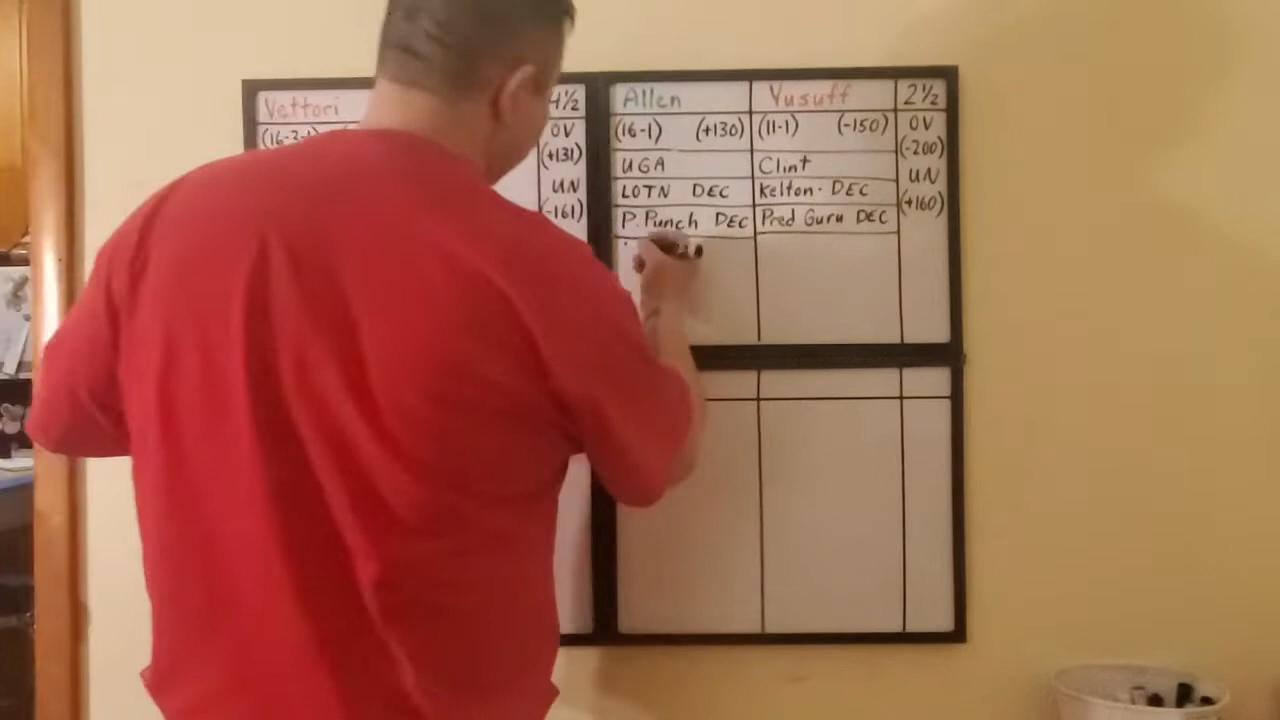 Vettori 4½
OV
(+131)
UN
(-161)
Allen Yusuff 2½
(16-1) (+130) (11-1) (-150) OV
(-200)
UGA Clint UN
LOTN DEC Kelton. DEC (+160)
P. Punch DEC Pred Guru DEC